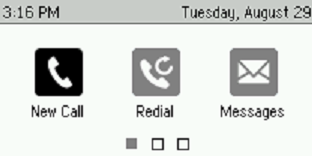 3:16 PM Tuesday, August 29
New Call Redial Messages